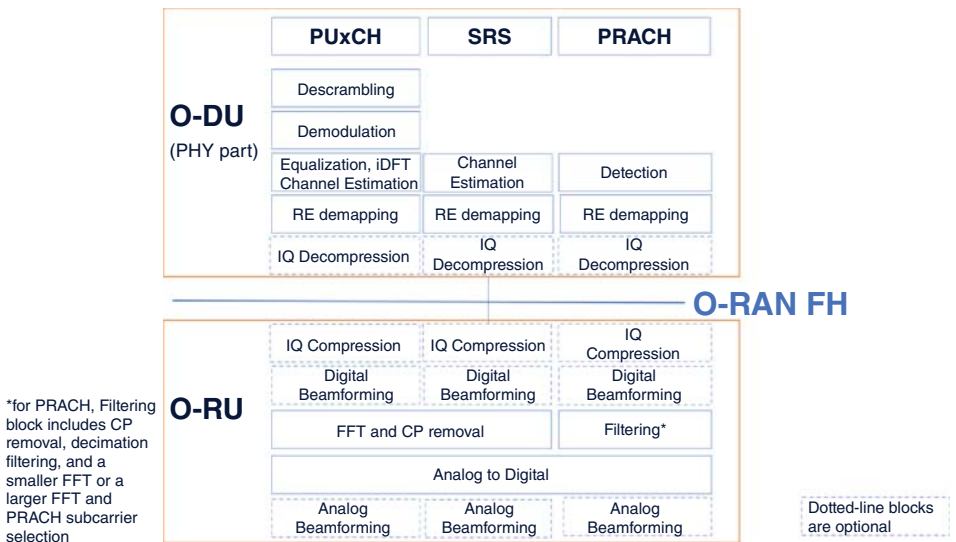 PUxCH SRS PRACH
O-DU
(PHY part)
Descrambling
Demodulation
Equalization, iDFT
Channel Estimation
Channel
Estimation
Detection
RE demapping RE demapping RE demapping
IQ Decompression
IQ
Decompression
IQ
Decompression
O-RAN FH
O-RU
IQ Compression IQ Compression
IQ
Compression
Digital
Beamforming
Digital
Beamforming
Digital
Beamforming
FFT and CP removal
Filtering*
Analog to Digital
Analog
Beamforming
Analog
Beamforming
Analog
Beamforming
*for PRACH, Filtering
block includes CP
removal, decimation
filtering, and a
smaller FFT or a
larger FFT and
PRACH subcarrier
selection
Dotted-line blocks
are optional